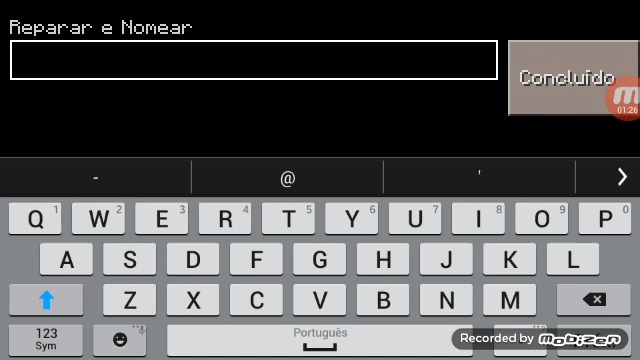 Reparar e Nomear
Concluído
01:26
- @ '
Q 1 W 2 E 3 R 4 T 5 Y 6 U 7 I 8 O 9 P 0
A S D F G H J K L
Z X C V B N M
123
Sym
Português
Recorded by mobizen